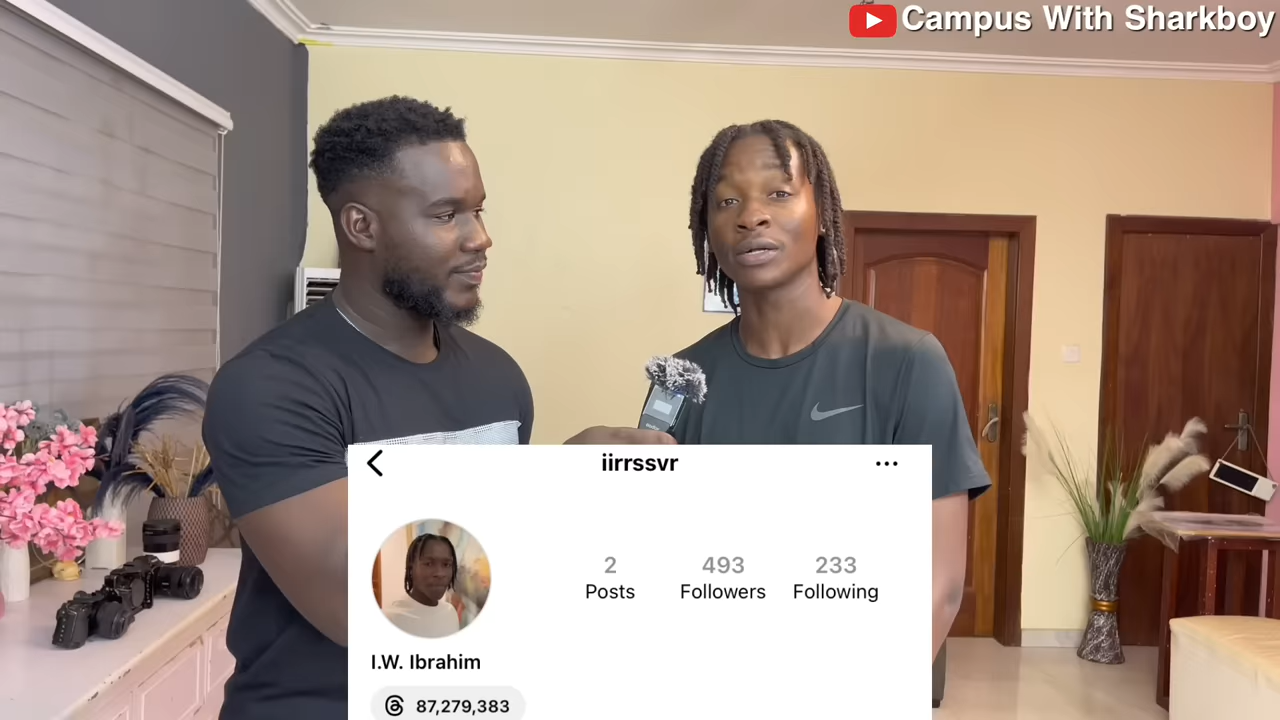 Campus With Sharkboy
iirrssvr
2 493 233
Posts Followers Following
I.W. Ibrahim
87,279,383